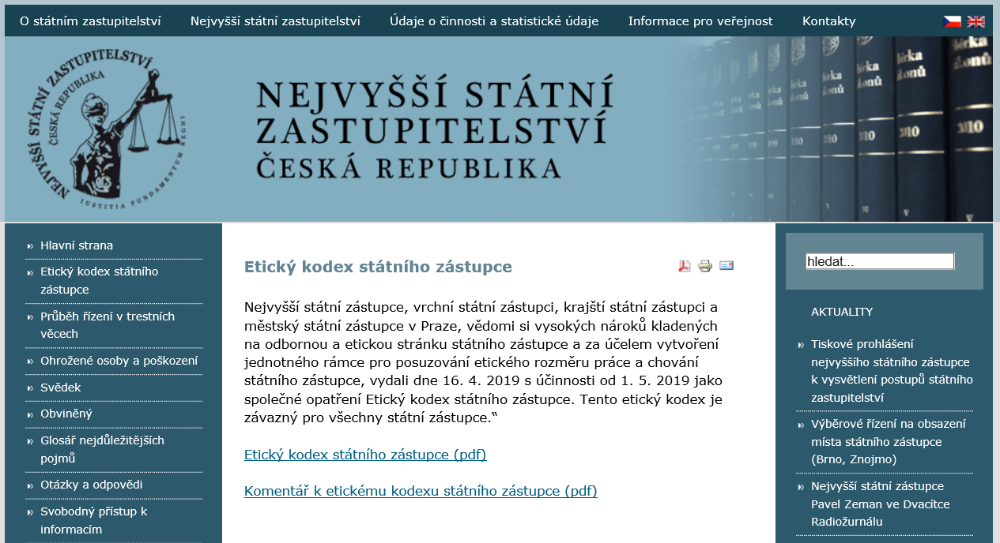 O státním zastupitelství
Nejvyšší státní zastupitelství
Údaje o činnosti a statistické údaje
Informace pro veřejnost
Kontakty
NEJVYŠŠÍ STÁTNÍ ZASTUPITELSTVÍ
ČESKÁ REPUBLIKA
IUSTITIA FUNDAMENTUM REGNI
NEJVYŠŠÍ STÁTNÍ
ZASTUPITELSTVÍ
ČESKÁ REPUBLIKA
2010
Hlavní strana
Etický kodex státního
zástupce
Průběh řízení v trestních
věcech
Ohrožené osoby a poškození
Svědek
Obviněný
Glosář nejdůležitějších
pojmů
Otázky a odpovědi
Svobodný přístup k
informacím
Etický kodex státního zástupce
Nejvyšší státní zástupce, vrchní státní zástupci, krajští státní zástupci a
městský státní zástupce v Praze, vědomi si vysokých nároků kladených
na odbornou a etickou stránku státního zástupce a za účelem vytvoření
jednotného rámce pro posuzování etického rozměru práce a chování
státního zástupce, vydali dne 16. 4. 2019 s účinnosti od 1. 5. 2019 jako
společné opatření Etický kodex státního zástupce. Tento etický kodex je
závazný pro všechny státní zástupce.“
Etický kodex státního zástupce (pdf)
Komentář k etickému kodexu státního zástupce (pdf)
hledat...
AKTUALITY
Tiskové prohlášení
nejvyššího státního zástupce
k vysvětlení postupů státního
zastupitelství
Výběrové řízení na obsazení
místa státního zástupce
(Brno, Znojmo)
Nejvyšší státní zástupce
Pavel Zeman ve Dvacítce
Radiožurnálu